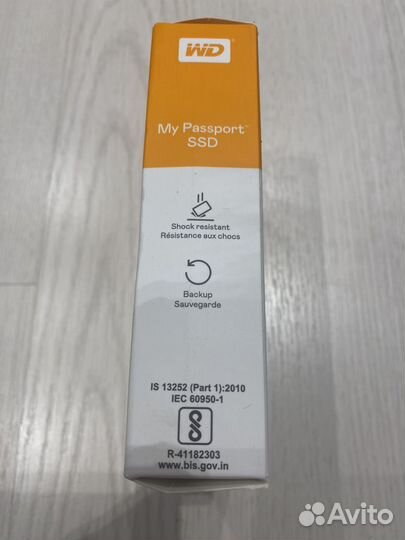 WD
My Passport™
SSD
Shock resistant
Résistance aux chocs
Backup
Sauvegarde
IS 13252 (Part 1):2010
IEC 60950-1
R-41182303
www.bis.gov.in
Avito